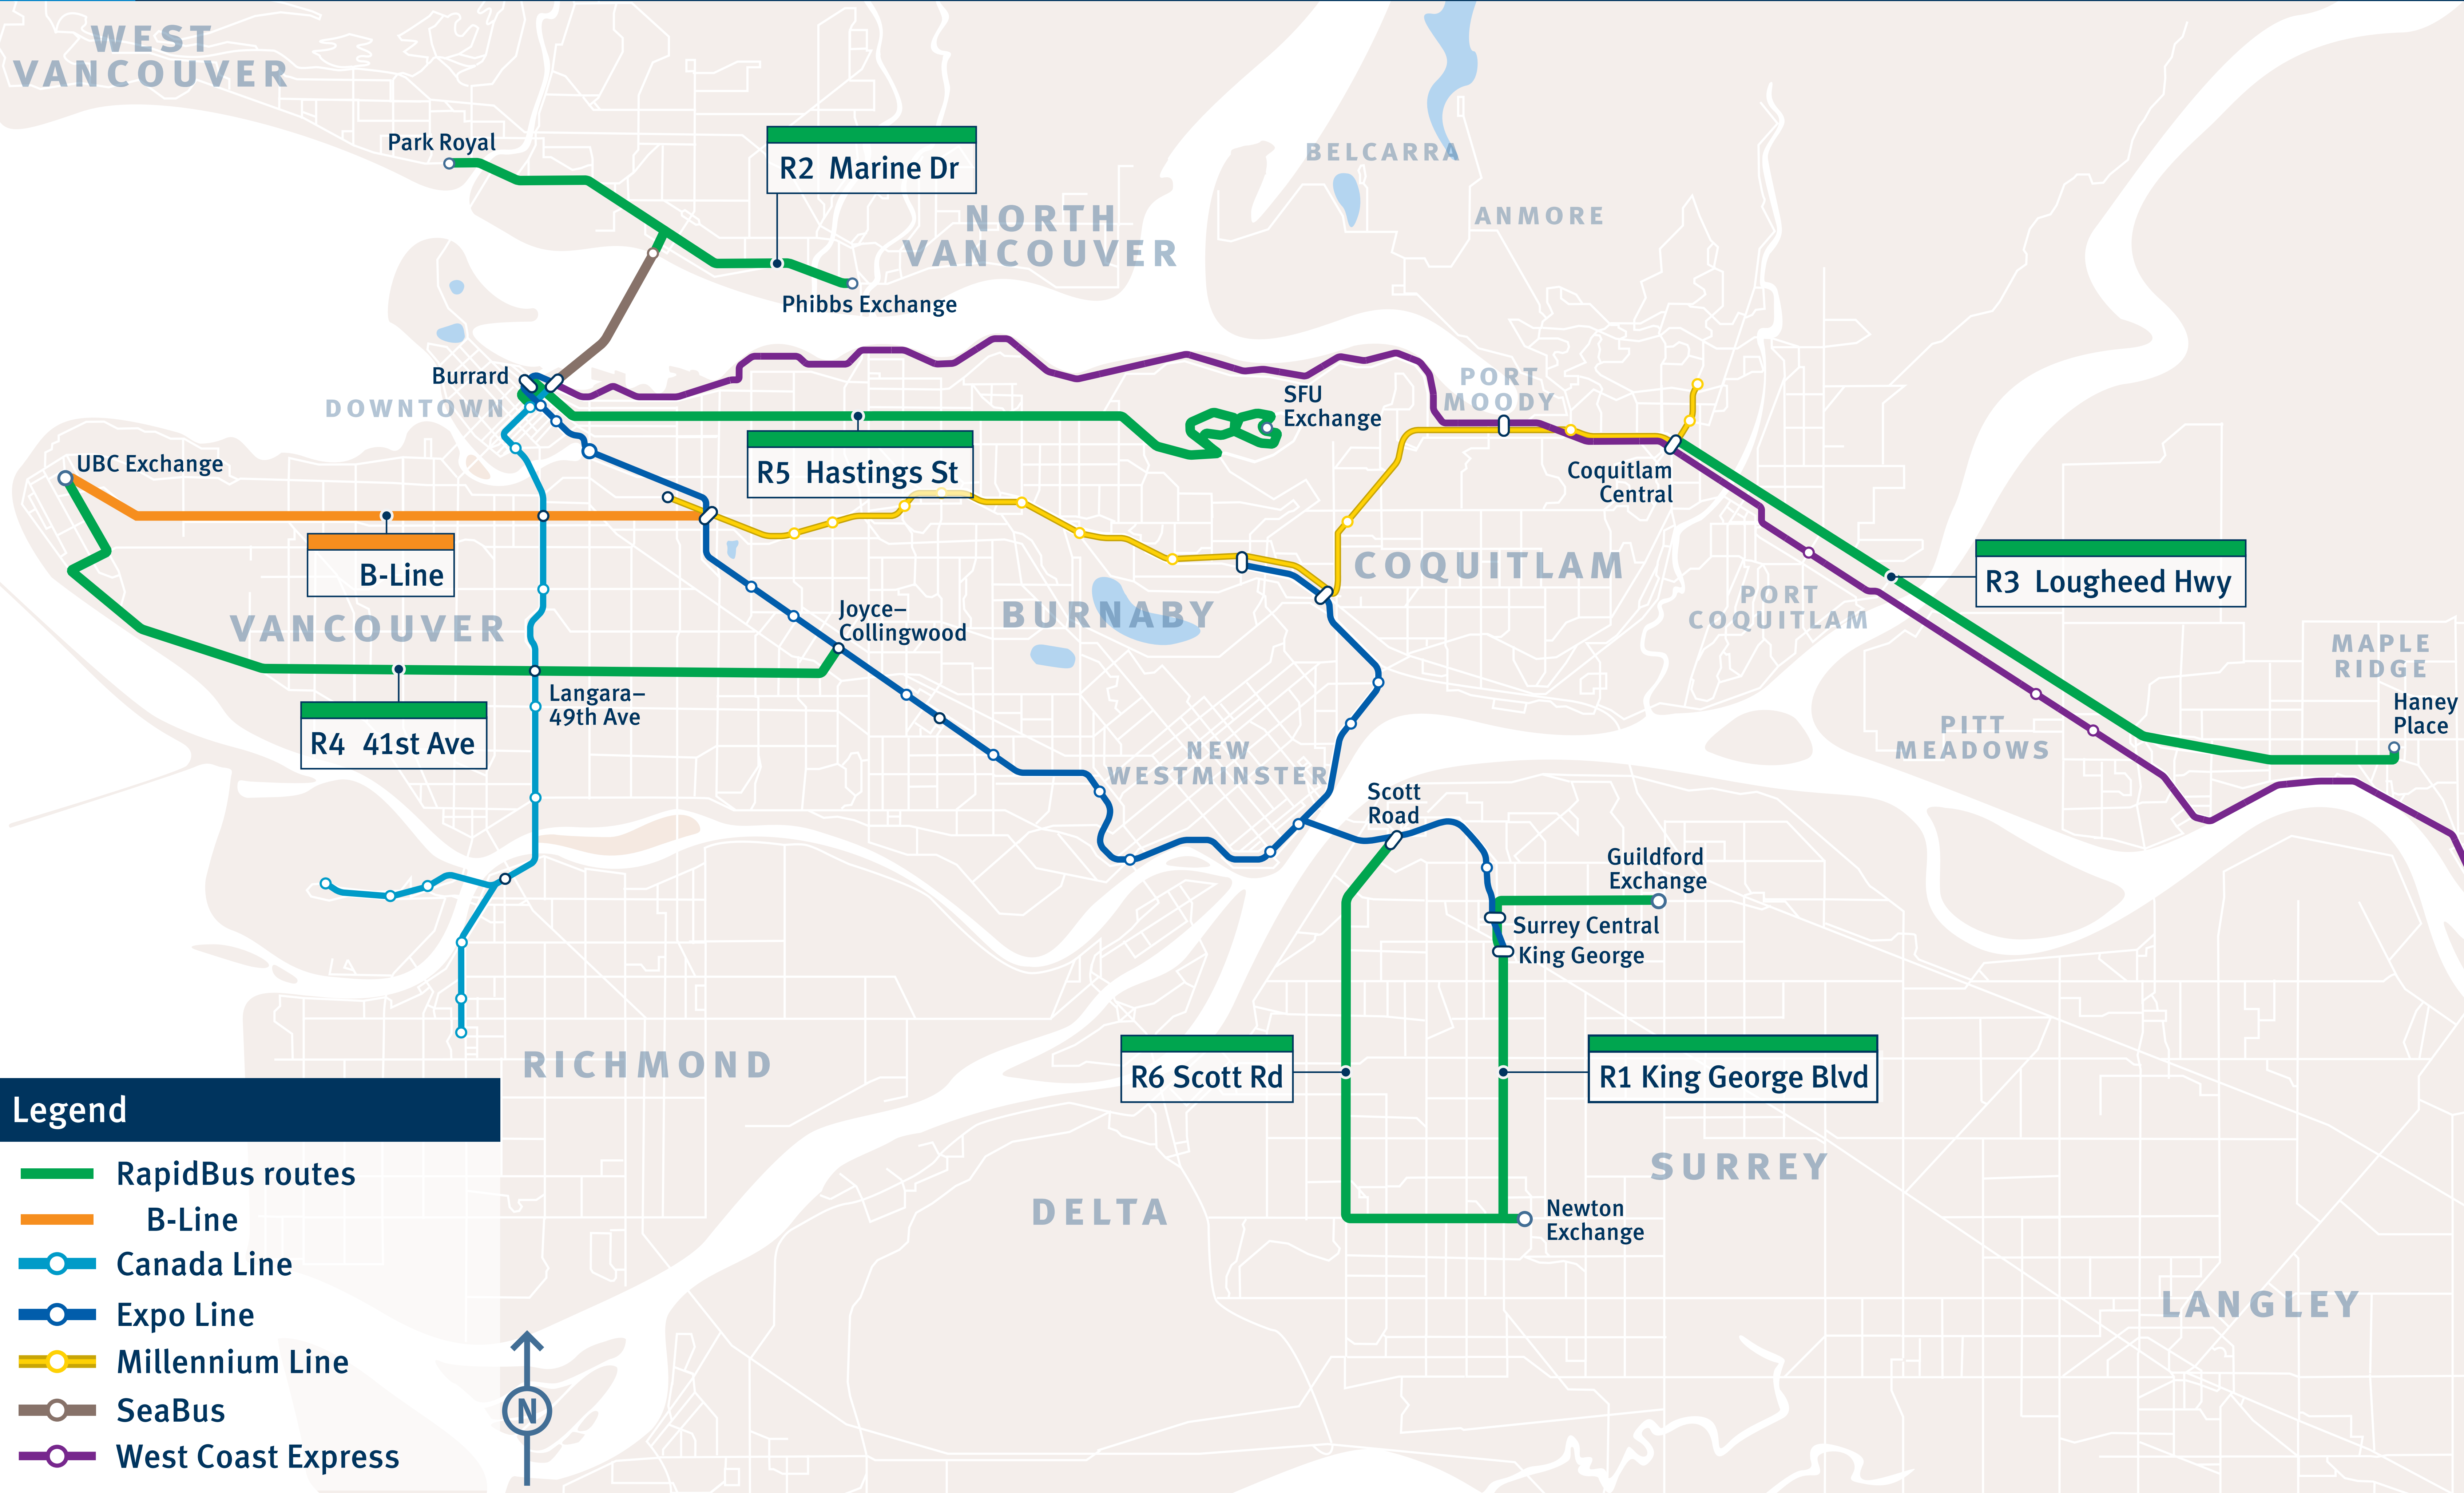 WEST
VANCOUVER
Park Royal
R2 Marine Dr
BELCARRA
ANMORE
NORTH
VANCOUVER
Phibbs Exchange
Burrard
DOWNTOWN
PORT
MOODY
SFU
Exchange
UBC Exchange
R5 Hastings St
Coquitlam
Central
B-Line
COQUITLAM
R3 Lougheed Hwy
PORT
COQUITLAM
VANCOUVER
Joyce–
Collingwood
BURNABY
MAPLE
RIDGE
Langara–
49th Ave
Haney
Place
R4 41st Ave
PITT
MEADOWS
NEW
WESTMINSTER
Scott
Road
Guildford
Exchange
Surrey Central
King George
RICHMOND
R6 Scott Rd
R1 King George Blvd
SURREY
DELTA
Newton
Exchange
LANGLEY
Legend
RapidBus routes
B-Line
Canada Line
Expo Line
Millennium Line
SeaBus
West Coast Express
N